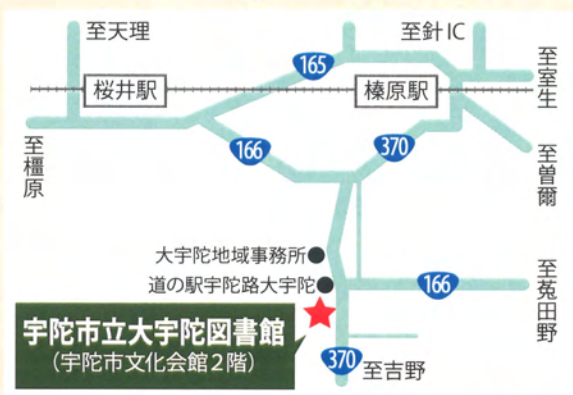 至天理
至針IC
165
桜井駅
榛原駅
至室生
至橿原
166
370
至曽爾
大宇陀地域事務所
道の駅宇陀路大宇陀
166
至菟田野
宇陀市立大宇陀図書館
(宇陀市文化会館2階)
370
至吉野